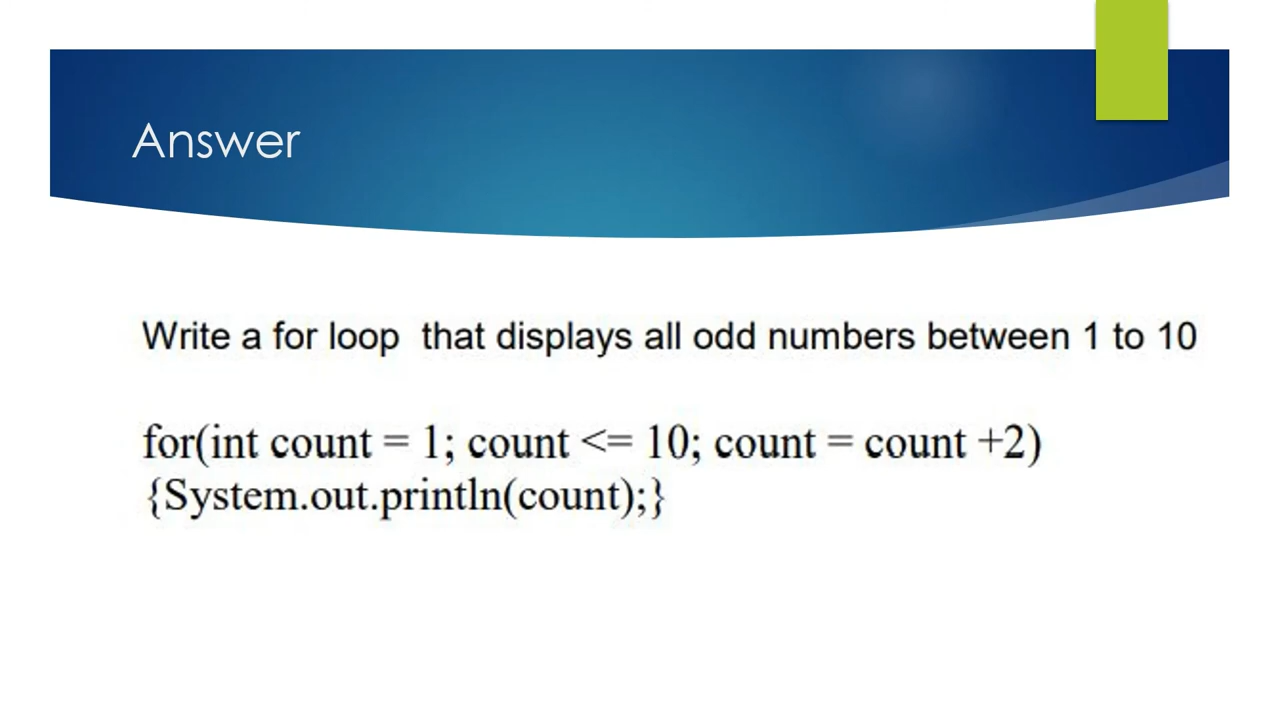 Answer
Write a for loop  that displays all odd numbers between 1 to 10
for(int count = 1; count <= 10; count = count +2)
{System.out.println(count);}